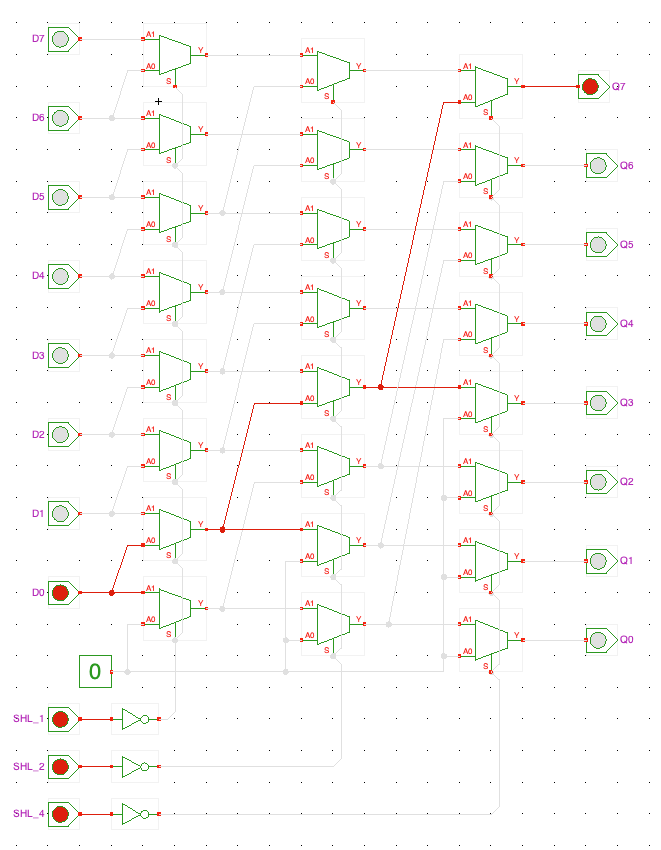 D7 A1 A0 S Y A1 A0 S Y A1 A0 S Y Q7
D6 A1 A0 S Y A1 A0 S Y A1 A0 S Y Q6
D5 A1 A0 S Y A1 A0 S Y A1 A0 S Y Q5
D4 A1 A0 S Y A1 A0 S Y A1 A0 S Y Q4
D3 A1 A0 S Y A1 A0 S Y A1 A0 S Y Q3
D2 A1 A0 S Y A1 A0 S Y A1 A0 S Y Q2
D1 A1 A0 S Y A1 A0 S Y A1 A0 S Y Q1
D0 A1 A0 S Y A1 A0 S Y A1 A0 S Y Q0
0
SHL_1
SHL_2
SHL_4